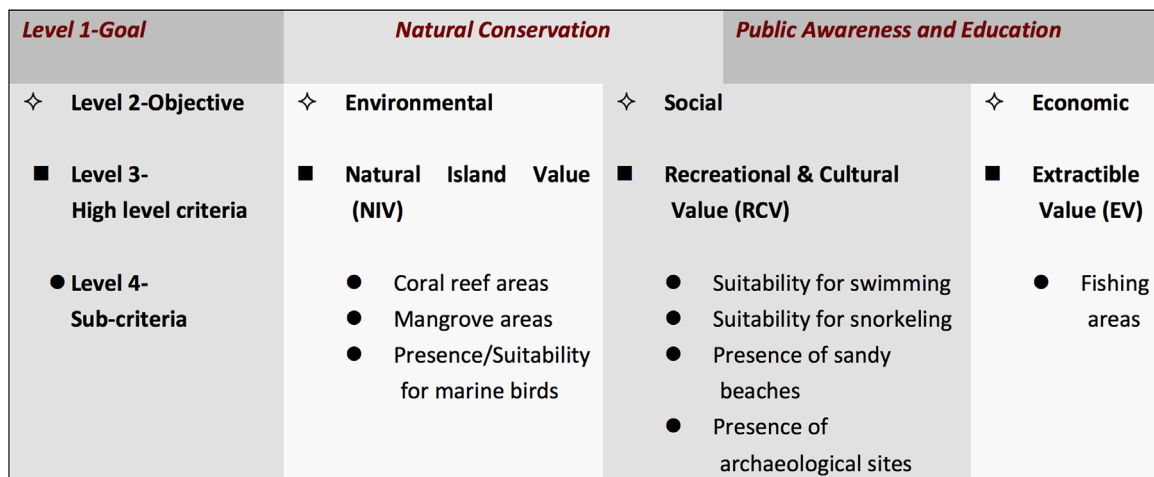 Level 1-Goal Natural Conservation Public Awareness and Education
✧ Level 2-Objective
■ Level 3-
High level criteria
● Level 4-
Sub-criteria
✧ Environmental
■ Natural Island Value
(NIV)
● Coral reef areas
● Mangrove areas
● Presence/Suitability
for marine birds
✧ Social
■ Recreational & Cultural
Value (RCV)
● Suitability for swimming
● Suitability for snorkeling
● Presence of sandy
beaches
● Presence of
archaeological sites
✧ Economic
■ Extractible
Value (EV)
● Fishing
areas